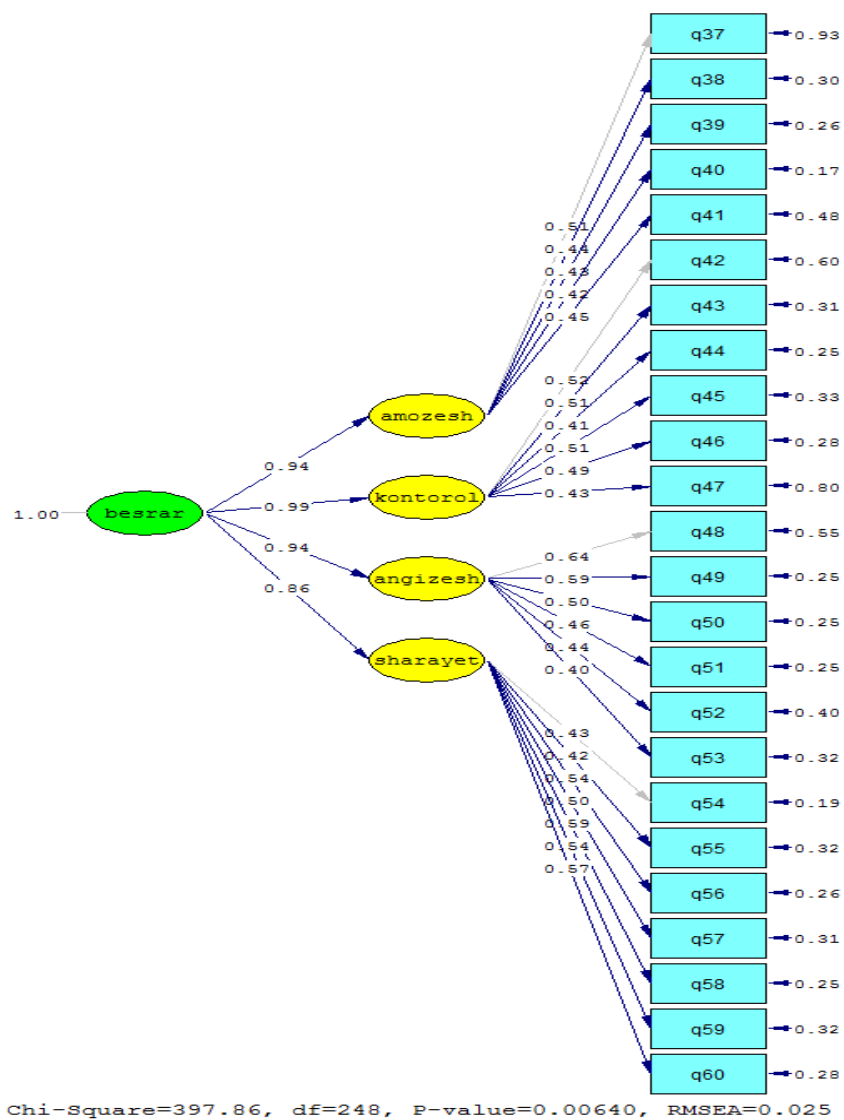 q37 0.93
q38 0.30
q39 0.26
q40 0.17
q41 0.48
0.51
0.44
0.43
0.42
0.45
q42 0.60
q43 0.31
q44 0.25
q45 0.33
q46 0.28
q47 0.80
0.52
0.51
0.41
0.51
0.49
0.43
amozesh
0.94
kontorol
0.99
1.00 besrar
0.94
angizesh
0.86
sharayet
q48 0.55
q49 0.25
q50 0.25
q51 0.25
q52 0.40
q53 0.32
0.64
0.59
0.50
0.46
0.44
0.40
q54 0.19
q55 0.32
q56 0.26
q57 0.31
q58 0.25
q59 0.32
q60 0.28
0.43
0.42
0.54
0.50
0.59
0.54
0.57
Chi-Square=397.86, df=248, P-value=0.00640, RMSEA=0.025